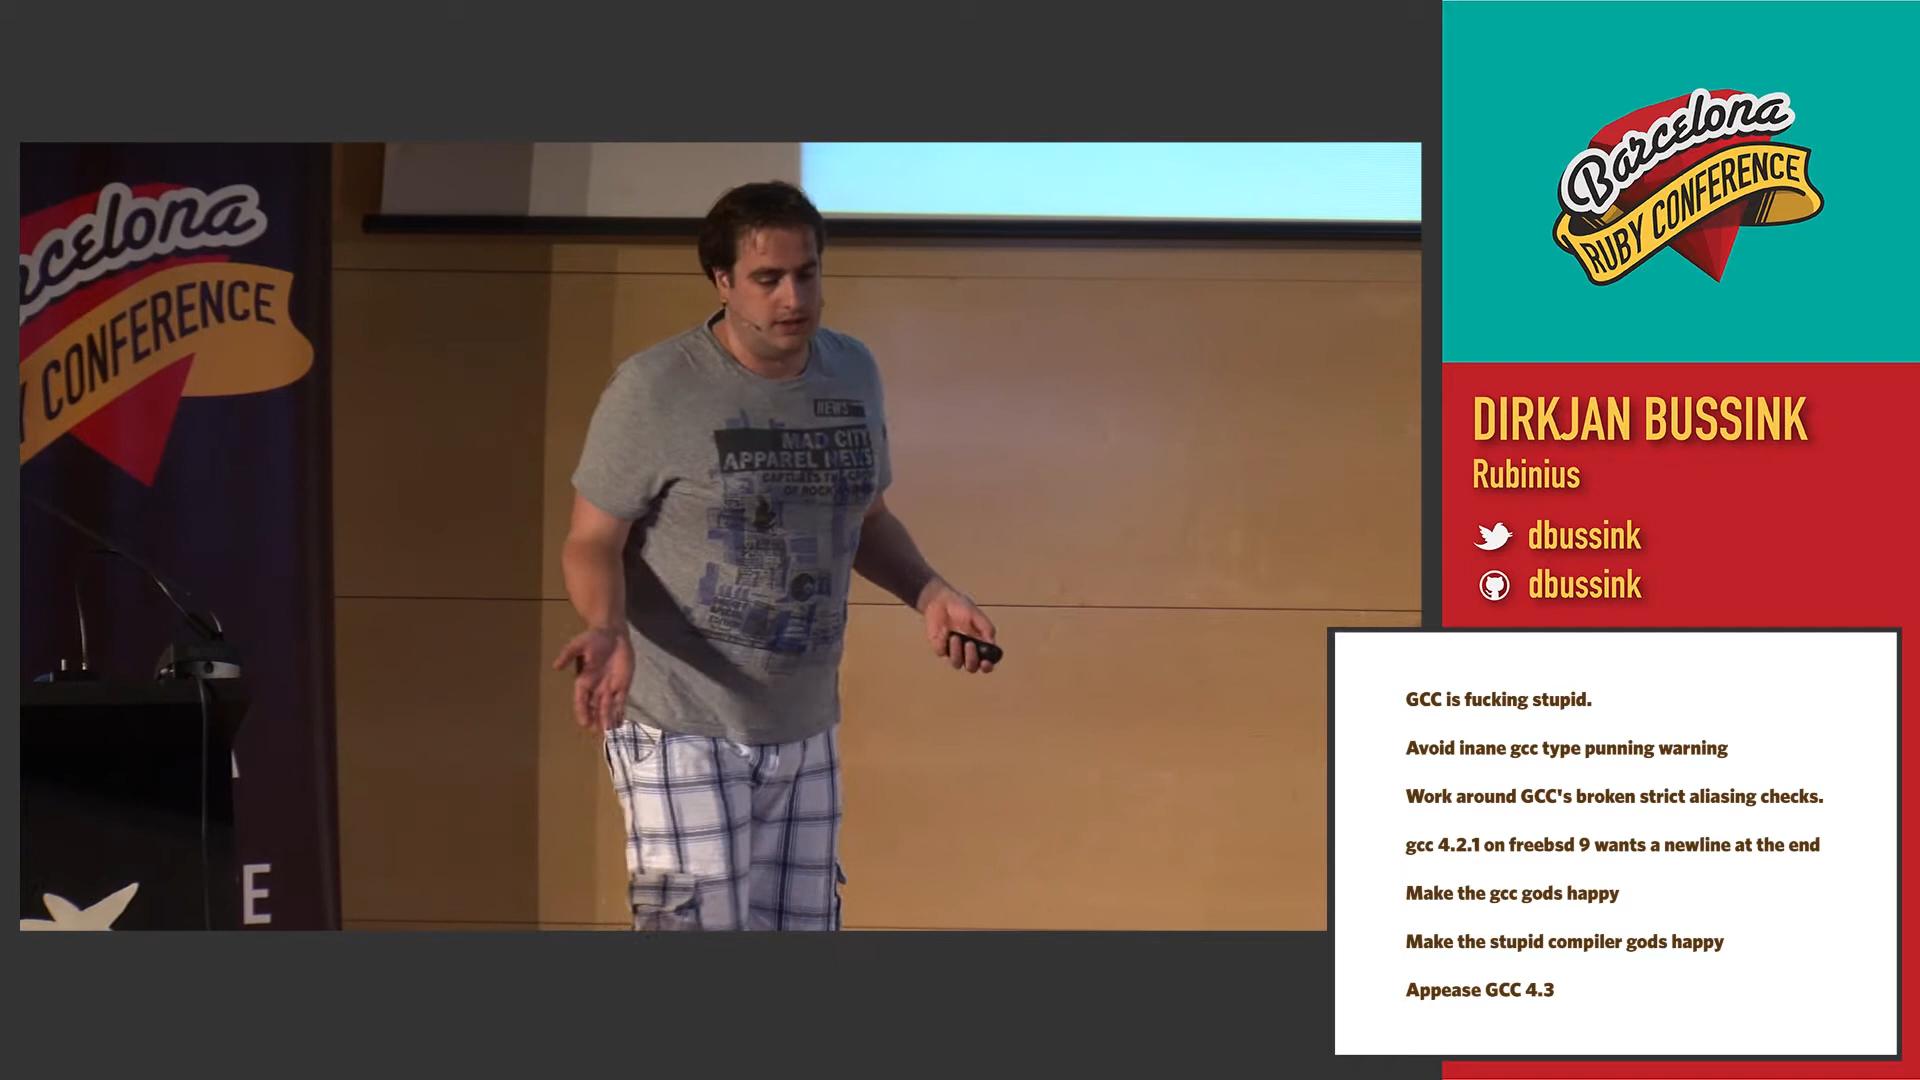 Barcelona
RUBY CONFERENCE
DIRKJAN BUSSINK
Rubinius
dbussink
dbussink
GCC is fucking stupid.
Avoid inane gcc type punning warning
Work around GCC's broken strict aliasing checks.
gcc 4.2.1 on freebsd 9 wants a newline at the end
Make the gcc gods happy
Make the stupid compiler gods happy
Appease GCC 4.3
rcelona
Y CONFERENCE
E
NEWS
MAD CITY
APPAREL NEWS
OF ROCK